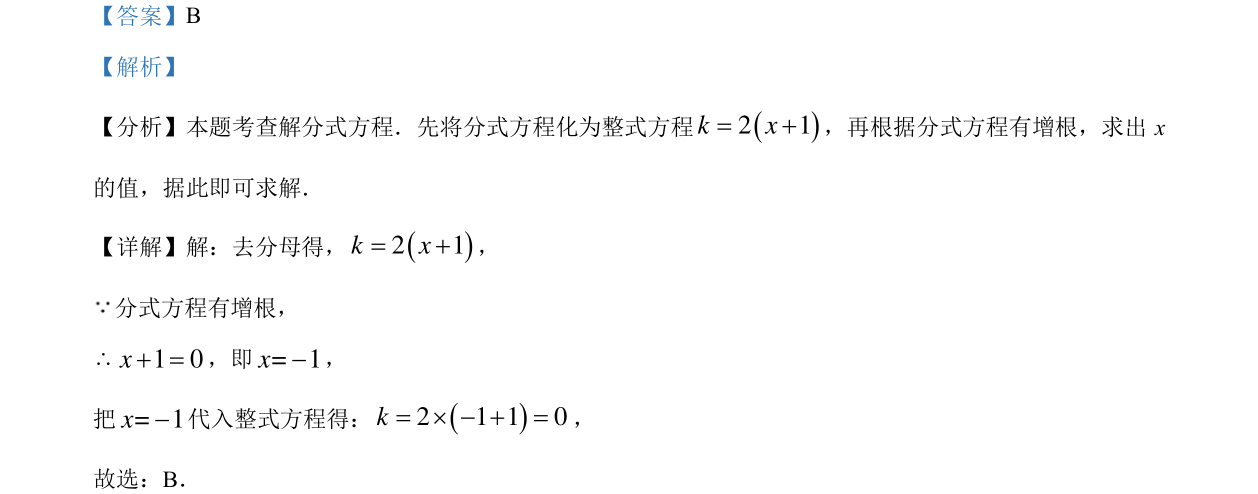 【答案】B
【解析】
【分析】本题考查解分式方程．先将分式方程化为整式方程k = 2(x+1)，再根据分式方程有增根，求出 x
的值，据此即可求解．
【详解】解：去分母得，k = 2(x+1)，
∵分式方程有增根，
∴ x+1=0，即 x= −1，
把 x= −1代入整式方程得：k = 2×(−1+1) = 0，
故选：B．